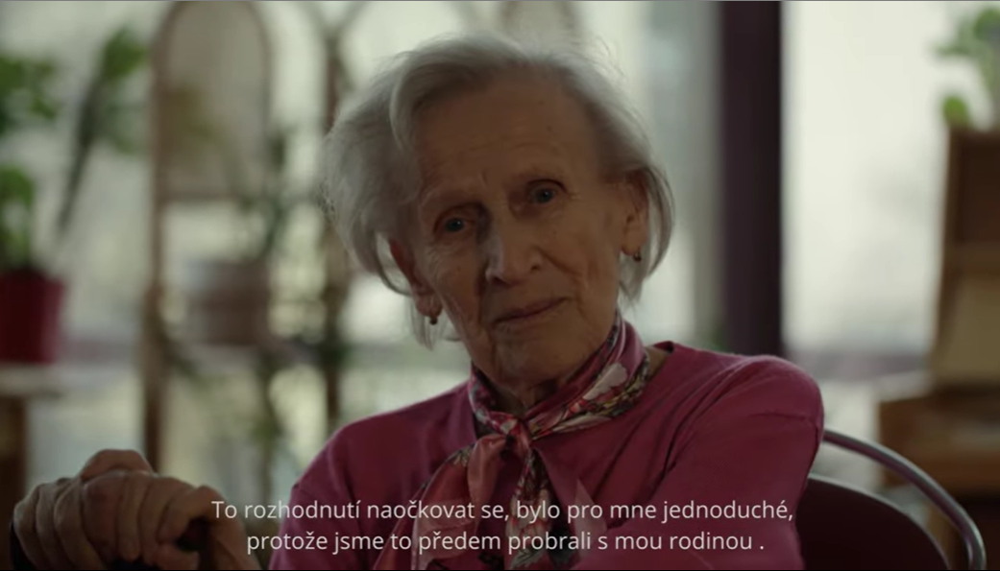 To rozhodnutí naočkovat se, bylo pro mne jednoduché,
protože jsme to předem probrali s mou rodinou .